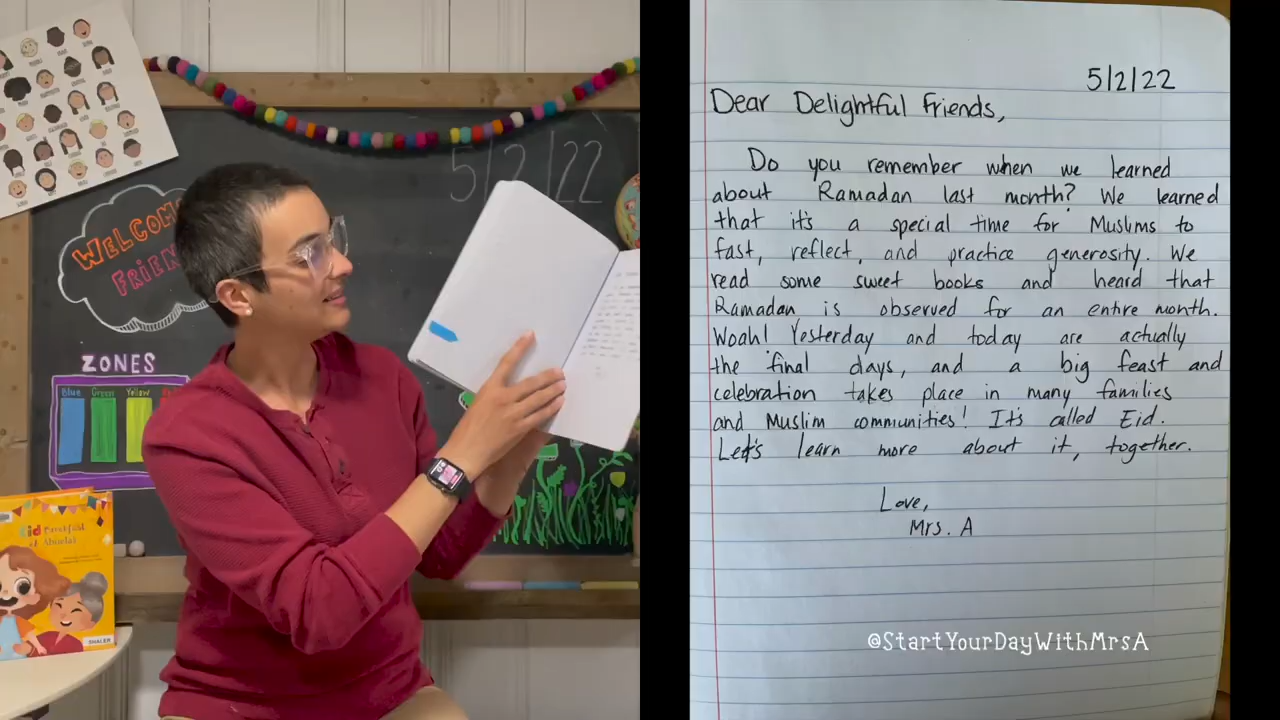 5/2/22
WELCOME
FRIEN
ZONES
Blue Green Yellow
Eid Breakfast
at Abuela's
5/2/22
Dear Delightful Friends,
Do you remember when we learned
about Ramadan last month? We learned
that it's a special time for Muslims to
fast, reflect, and practice generosity. We
read some sweet books and heard that
Ramadan is observed for an entire month.
Woah! Yesterday and today are actually
the final days, and a big feast and
celebration takes place in many families
and Muslim communities! It's called Eid.
Let's learn more about it, together.
Love,
Mrs. A
@StartYourDayWithMrsA